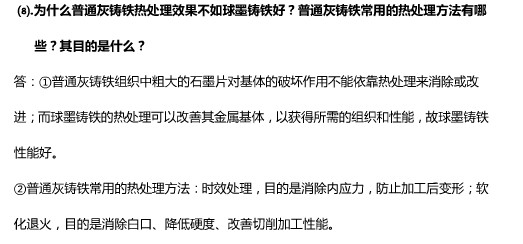 (8).为什么普通灰铸铁热处理效果不如球墨铸铁好？普通灰铸铁常用的热处理方法有哪
些？其目的是什么？
答：①普通灰铸铁组织中粗大的石墨片对基体的破坏作用不能依靠热处理来消除或改
进；而球墨铸铁的热处理可以改善其金属基体，以获得所需的组织和性能，故球墨铸铁
性能好。
②普通灰铸铁常用的热处理方法：时效处理，目的是消除内应力，防止加工后变形；软
化退火，目的是消除白口、降低硬度、改善切削加工性能。